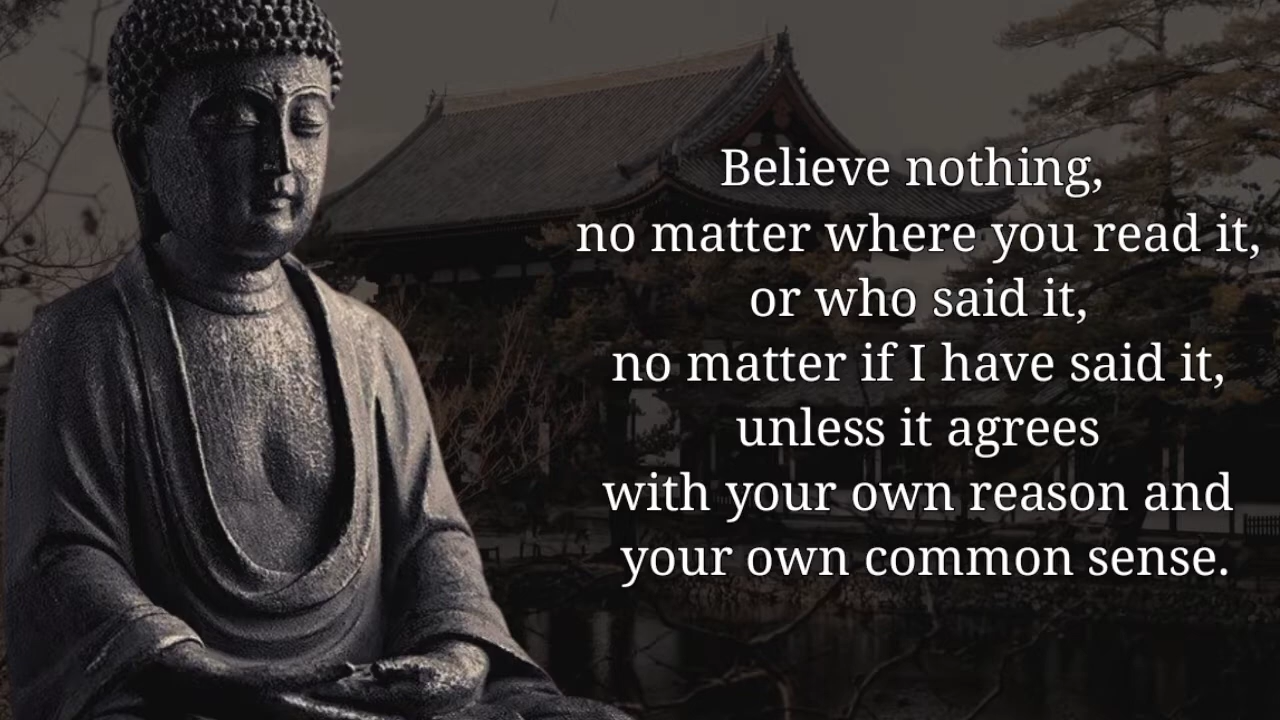 Believe nothing,
no matter where you read it,
or who said it,
no matter if I have said it,
unless it agrees
with your own reason and
your own common sense.